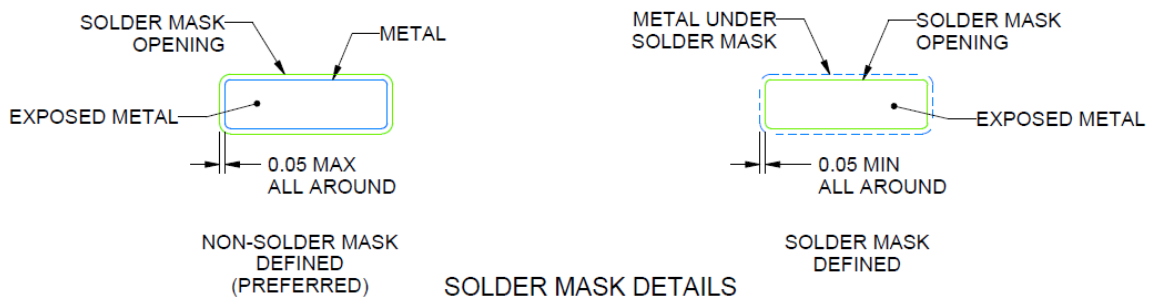 SOLDER MASK
OPENING
METAL
EXPOSED METAL
0.05 MAX
ALL AROUND
NON-SOLDER MASK
DEFINED
(PREFERRED)
METAL UNDER
SOLDER MASK
SOLDER MASK
OPENING
EXPOSED METAL
0.05 MIN
ALL AROUND
SOLDER MASK
DEFINED
SOLDER MASK DETAILS